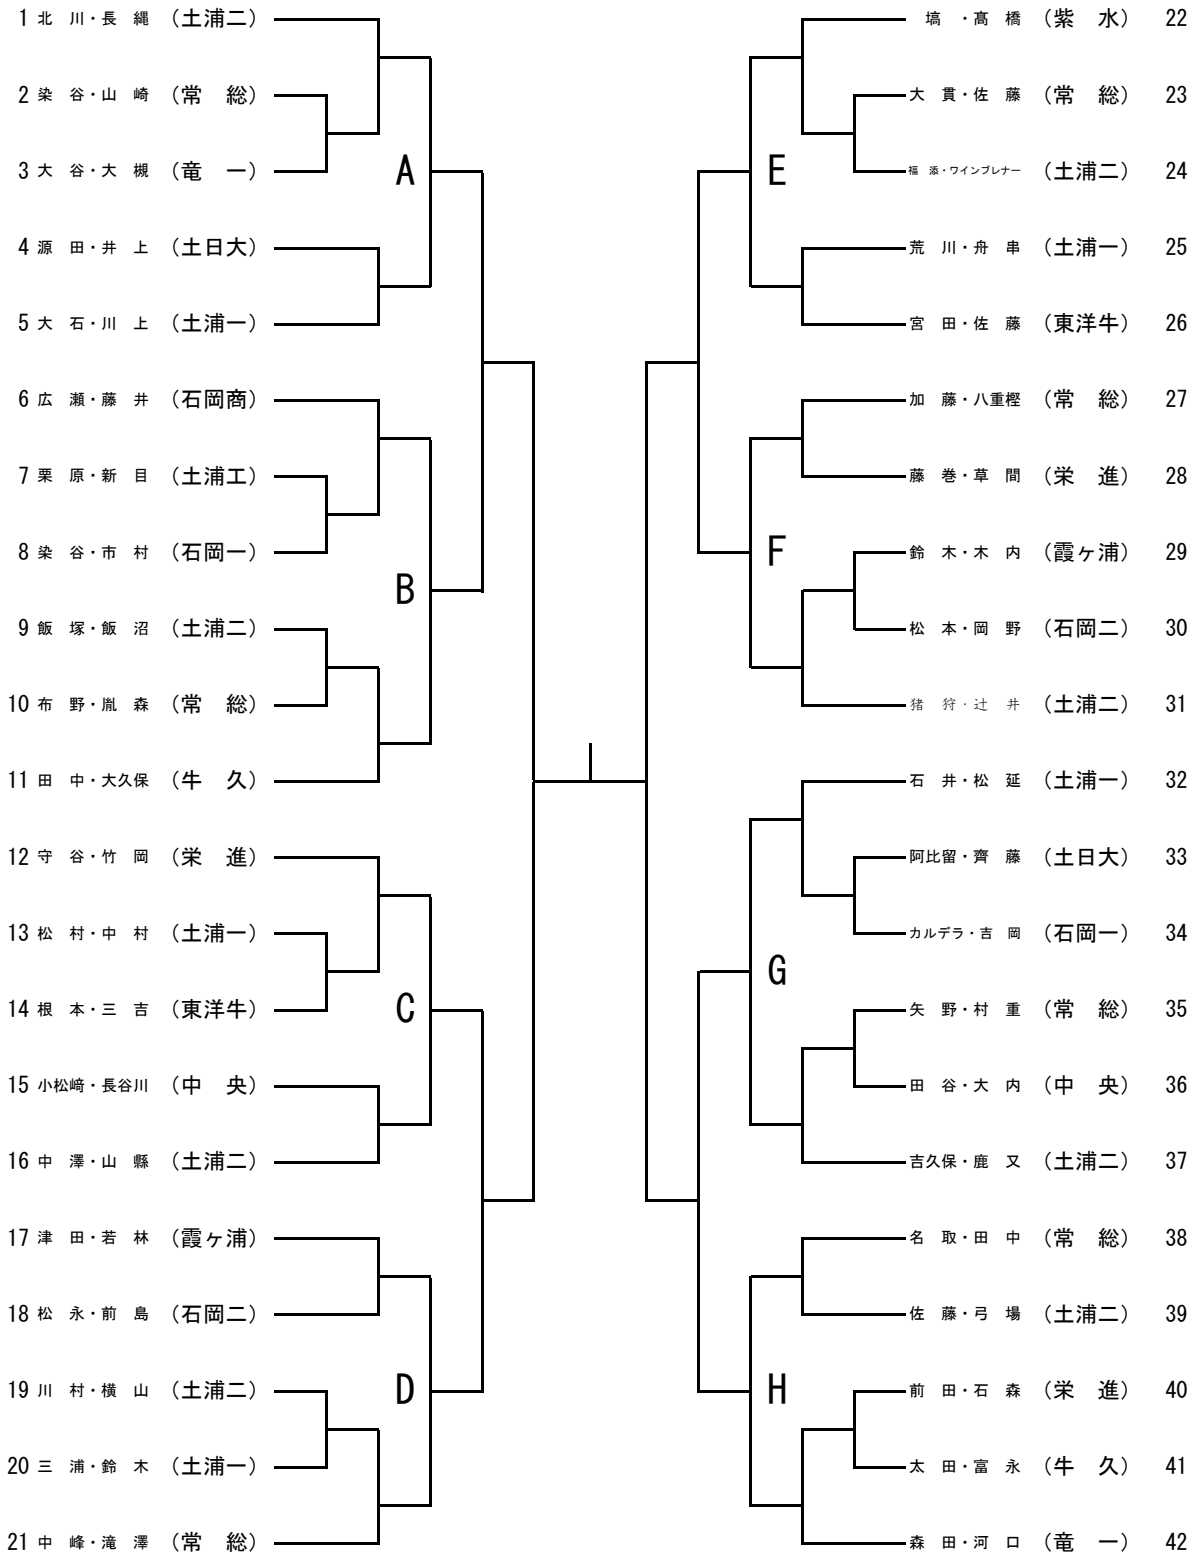 1 北 川・長 縄 (土浦二)
2 染 谷・山 崎 (常 総)
3 大 谷・大 槻 (竜 一)
A
4 源 田・井 上 (土日大)
5 大 石・川 上 (土浦一)
6 広 瀬・藤 井 (石岡商)
7 栗 原・新 目 (土浦工)
8 染 谷・市 村 (石岡一)
B
9 飯 塚・飯 沼 (土浦二)
10 布 野・胤 森 (常 総)
11 田 中・大久保 (牛 久)
12 守 谷・竹 岡 (栄 進)
13 松 村・中 村 (土浦一)
14 根 本・三 吉 (東洋牛)
C
15 小松﨑・長谷川 (中 央)
16 中 澤・山 縣 (土浦二)
17 津 田・若 林 (霞ヶ浦)
18 松 永・前 島 (石岡二)
19 川 村・横 山 (土浦二)
D
20 三 浦・鈴 木 (土浦一)
21 中 峰・滝 澤 (常 総)
塙 ・髙 橋 (紫 水) 22
大 貫・佐 藤 (常 総) 23
E
福 添・ワインブレナー (土浦二) 24
荒 川・舟 串 (土浦一) 25
宮 田・佐 藤 (東洋牛) 26
加 藤・八重樫 (常 総) 27
藤 巻・草 間 (栄 進) 28
F
鈴 木・木 内 (霞ヶ浦) 29
松 本・岡 野 (石岡二) 30
猪 狩・辻 井 (土浦二) 31
石 井・松 延 (土浦一) 32
阿比留・齊 藤 (土日大) 33
カルデラ・吉 岡 (石岡一) 34
G
矢 野・村 重 (常 総) 35
田 谷・大 内 (中 央) 36
吉久保・鹿 又 (土浦二) 37
名 取・田 中 (常 総) 38
佐 藤・弓 場 (土浦二) 39
H
前 田・石 森 (栄 進) 40
太 田・富 永 (牛 久) 41
森 田・河 口 (竜 一) 42